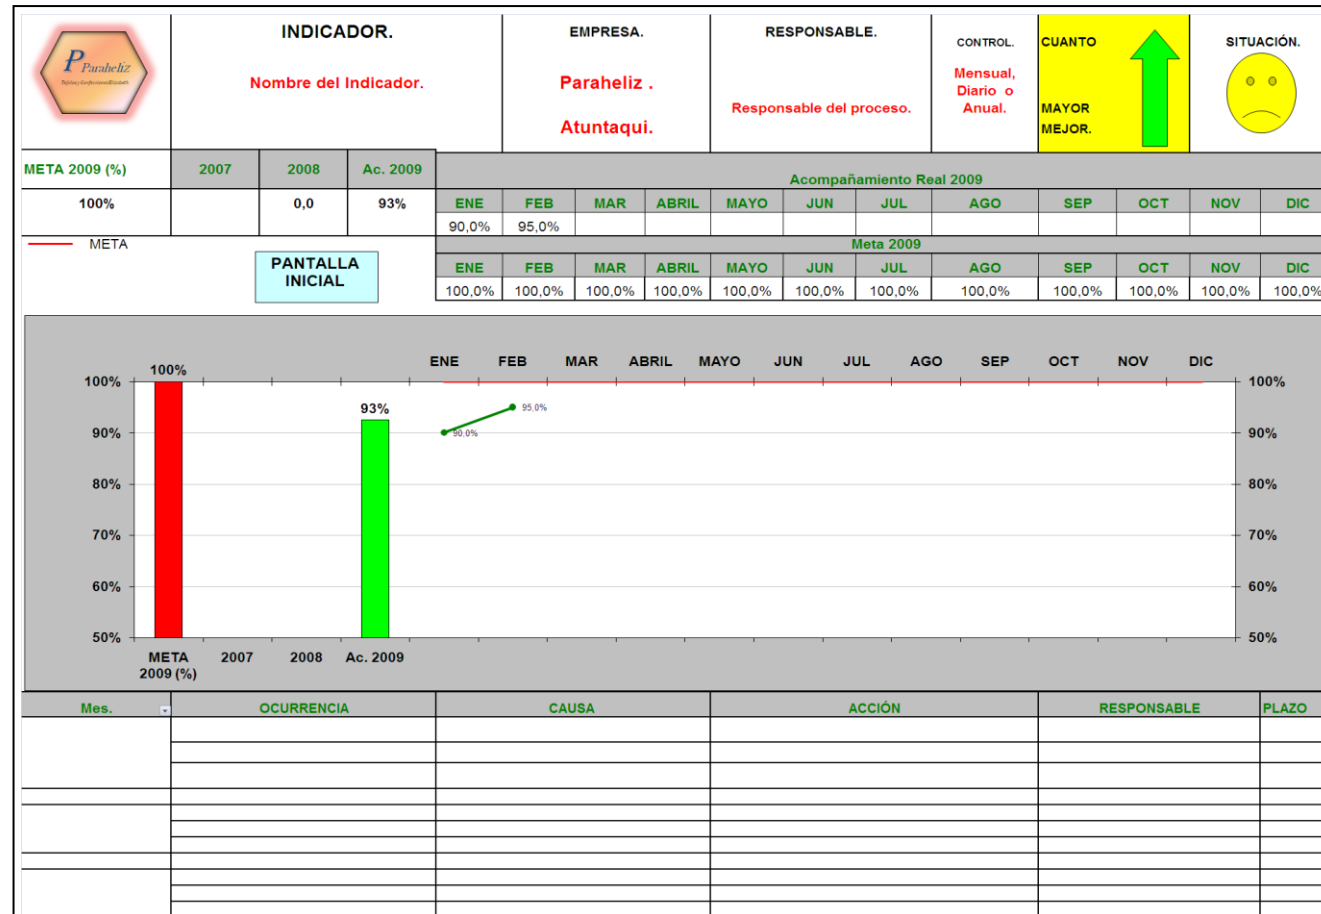 Paraheliz
INDICADOR.
Nombre del Indicador.
EMPRESA.
Paraheliz .
Atuntaqui.
RESPONSABLE.
Responsable del proceso.
CONTROL.
Mensual,
Diario o
Anual.
CUANTO
MAYOR
MEJOR.
SITUACIÓN.
META 2009 (%) 2007 2008 Ac. 2009
100% 0,0 93%
Acompañamiento Real 2009
ENE FEB MAR ABRIL MAYO JUN JUL AGO SEP OCT NOV DIC
90,0% 95,0%
META
PANTALLA
INICIAL
Meta 2009
ENE FEB MAR ABRIL MAYO JUN JUL AGO SEP OCT NOV DIC
100,0% 100,0% 100,0% 100,0% 100,0% 100,0% 100,0% 100,0% 100,0% 100,0% 100,0% 100,0%
ENE FEB MAR ABRIL MAYO JUN JUL AGO SEP OCT NOV DIC
100%
100% 100%
93%
95,0%
90% 90,0% 90%
80% 80%
70% 70%
60% 60%
50% 50%
META 2007 2008 Ac. 2009
2009 (%)
Mes. OCURRENCIA CAUSA ACCIÓN RESPONSABLE PLAZO